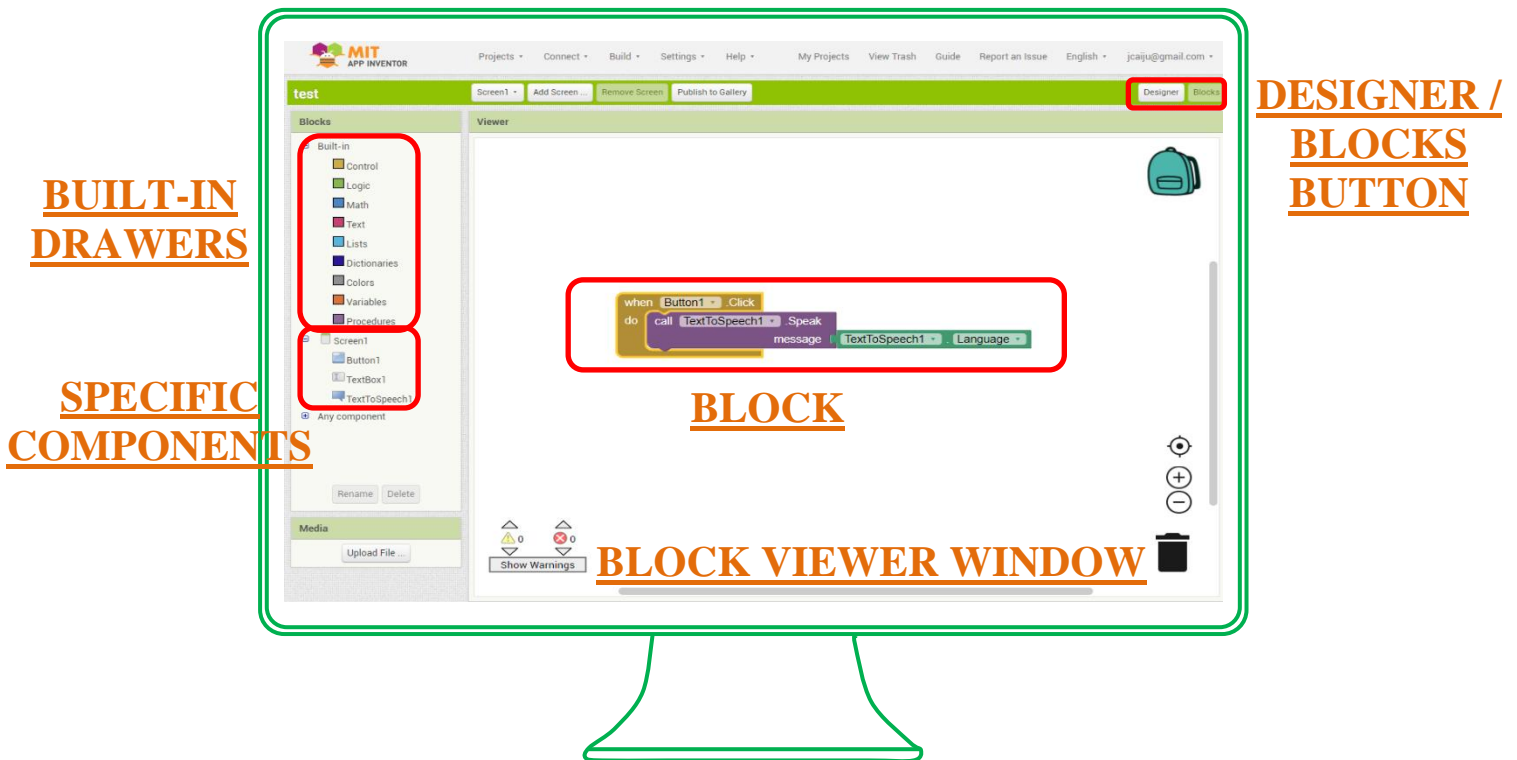 MIT
APP INVENTOR
Projects Connect Build Settings Help My Projects View Trash Guide Report an Issue English jcaiju@gmail.com
test Screen1 Add Screen ... Remove Screen Publish to Gallery Designer Blocks
DESIGNER /
BLOCKS
BUTTON
Blocks
Viewer
BUILT-IN
DRAWERS
Built-in
Control
Logic
Math
Text
Lists
Dictionaries
Colors
Variables
Procedures
SPECIFIC
COMPONENTS
Screen1
Button1
TextBox1
TextToSpeech1
Any component
Rename Delete
Media
Upload File ...
when Button1 .Click
do call TextToSpeech1 .Speak
message TextToSpeech1 . Language
BLOCK
0 0
Show Warnings
BLOCK VIEWER WINDOW